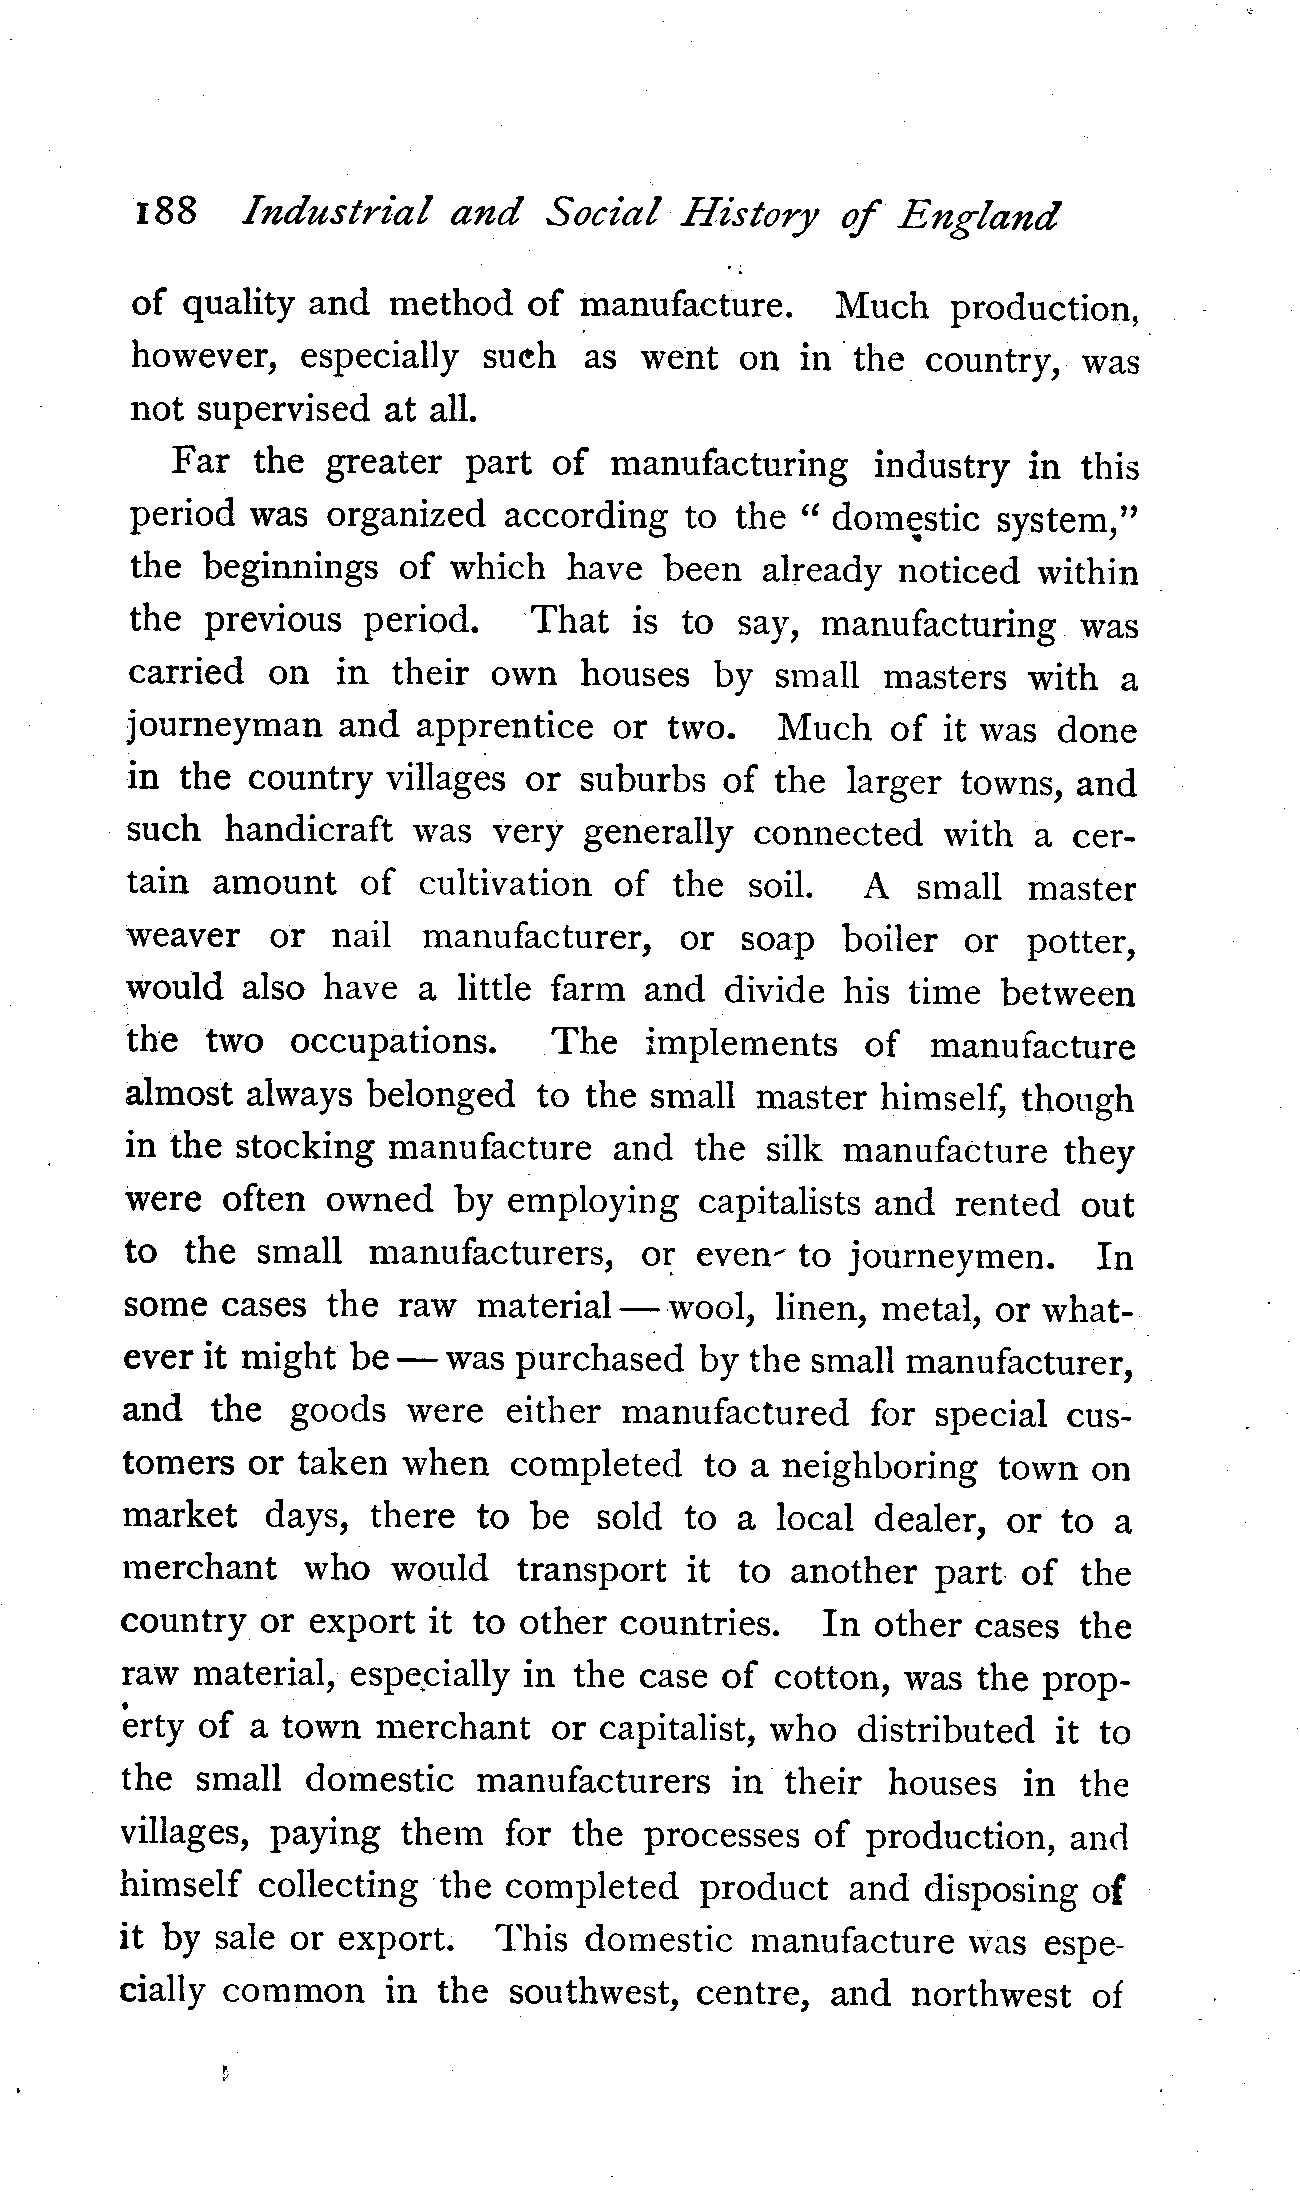 188 Industrial and Social History of England
of quality and method of manufacture. Much production,
however, especially such as went on in the country, was
not supervised at all.
Far the greater part of manufacturing industry in this
period was organized according to the “ domestic system,”
the beginnings of which have been already noticed within
the previous period. That is to say, manufacturing was
carried on in their own houses by small masters with a
journeyman and apprentice or two. Much of it was done
in the country villages or suburbs of the larger towns, and
such handicraft was very generally connected with a cer-
tain amount of cultivation of the soil. A small master
weaver or nail manufacturer, or soap boiler or potter,
would also have a little farm and divide his time between
the two occupations. The implements of manufacture
almost always belonged to the small master himself, though
in the stocking manufacture and the silk manufacture they
were often owned by employing capitalists and rented out
to the small manufacturers, or even to journeymen. In
some cases the raw material — wool, linen, metal, or what-
ever it might be — was purchased by the small manufacturer,
and the goods were either manufactured for special cus-
tomers or taken when completed to a neighboring town on
market days, there to be sold to a local dealer, or to a
merchant who would transport it to another part of the
country or export it to other countries. In other cases the
raw material, especially in the case of cotton, was the prop-
erty of a town merchant or capitalist, who distributed it to
the small domestic manufacturers in their houses in the
villages, paying them for the processes of production, and
himself collecting the completed product and disposing of
it by sale or export. This domestic manufacture was espe-
cially common in the southwest, centre, and northwest of